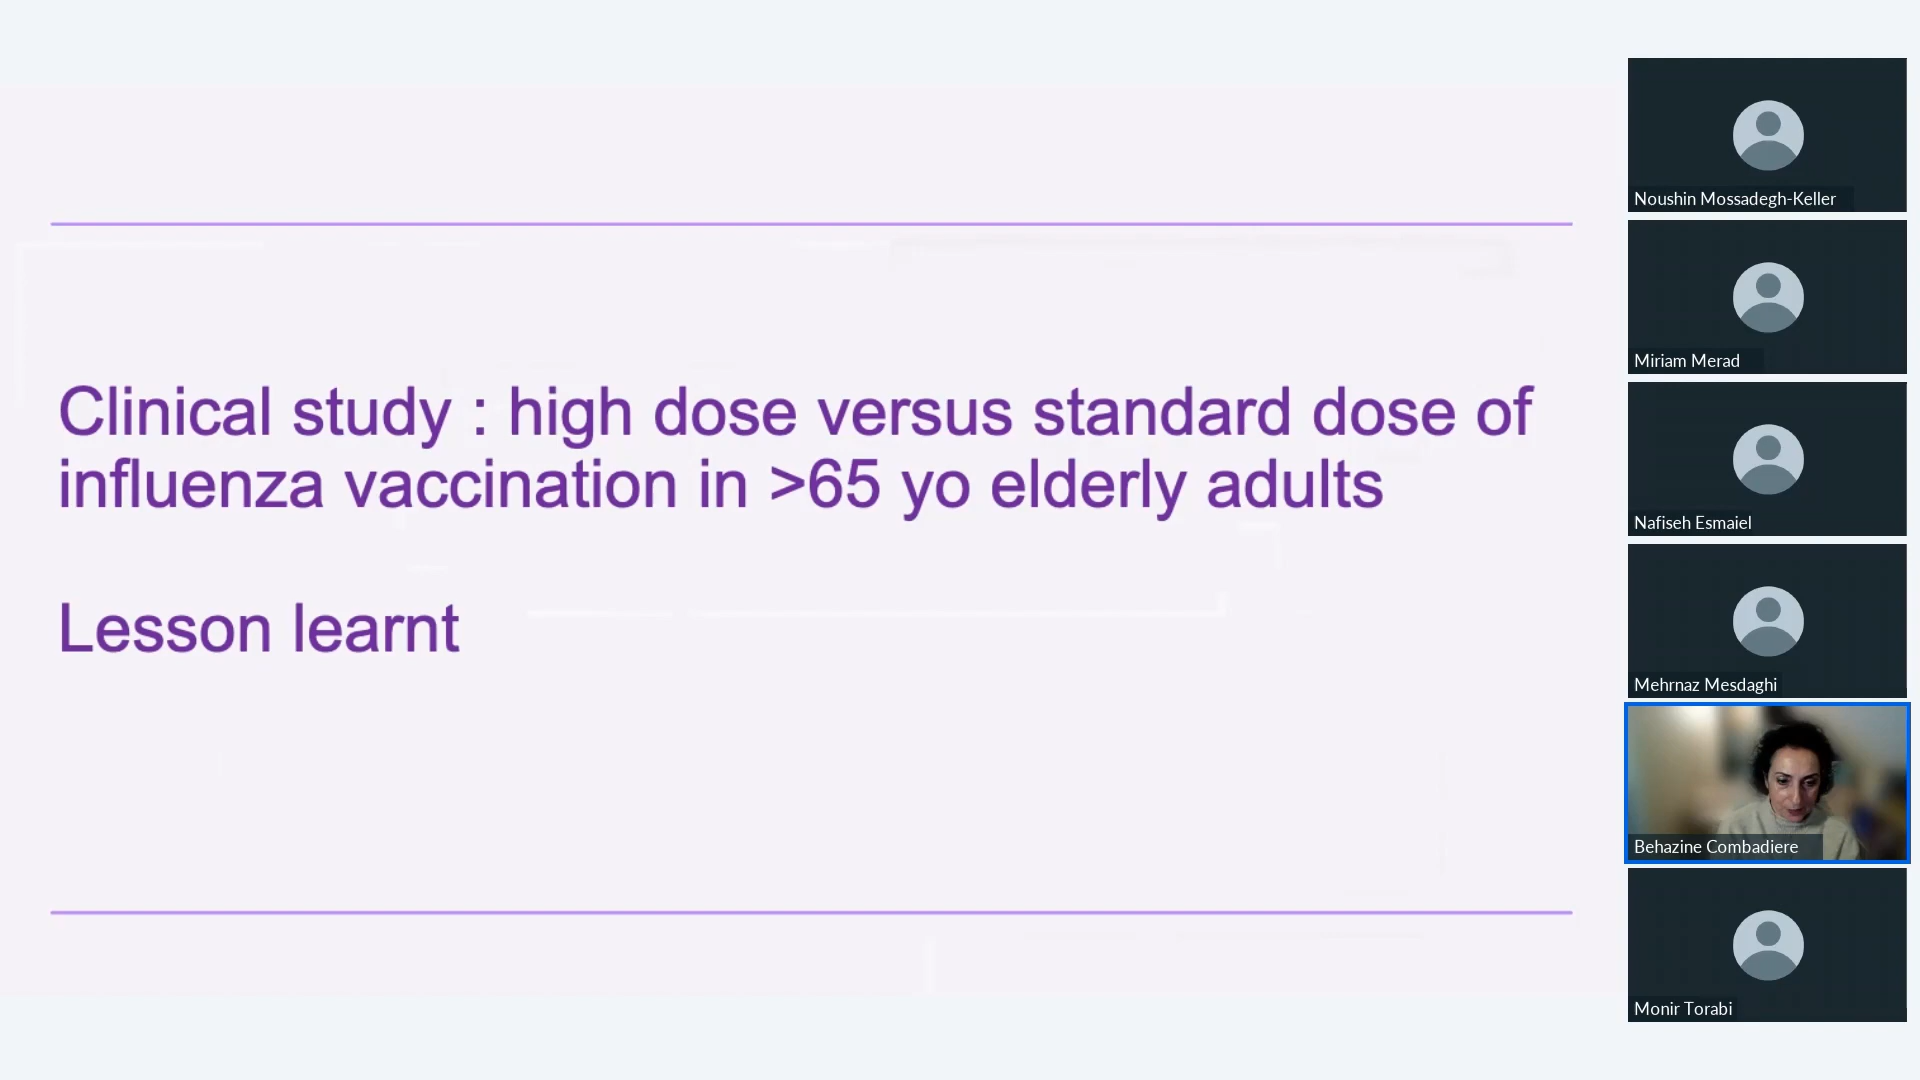 Clinical study : high dose versus standard dose of
influenza vaccination in >65 yo elderly adults
Lesson learnt
Noushin Mossadegh-Keller
Miriam Merad
Nafiseh Esmaiel
Mehrnaz Mesdaghi
Behazine Combadiere
Monir Torabi